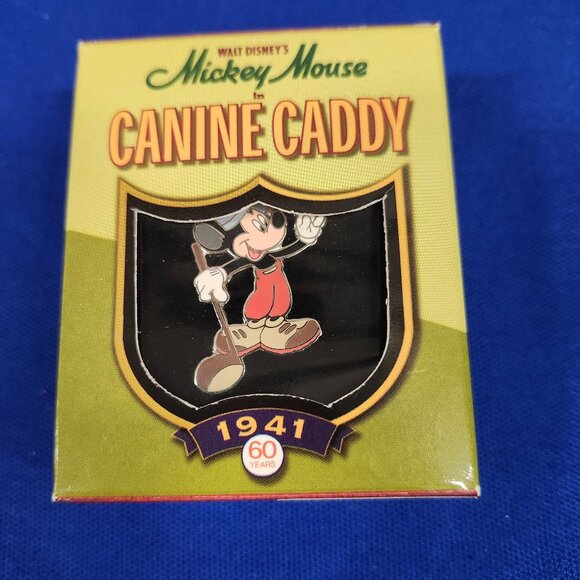 WALT DISNEY'S
Mickey Mouse
in
CANINE CADDY
1941
60
YEARS